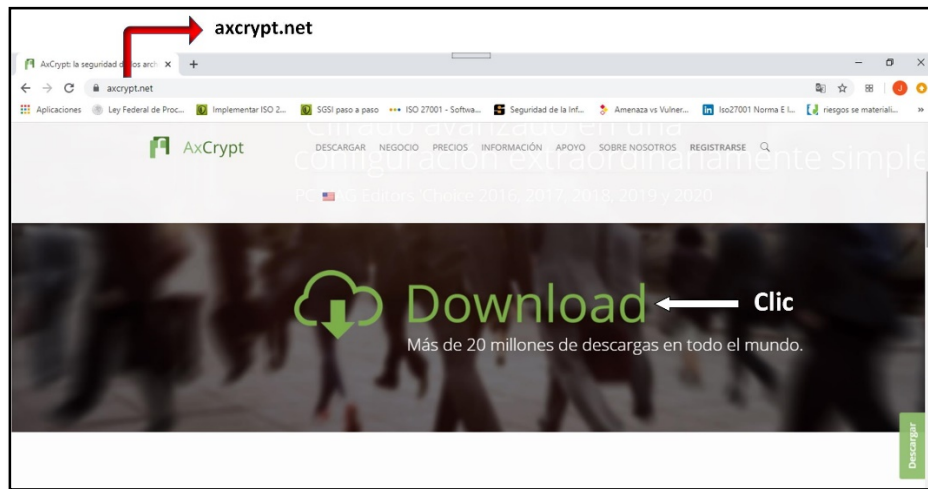 axcrypt.net
AxCrypt: la seguridad de los arch
axcrypt.net
Aplicaciones Ley Federal de Proc... Implementar ISO 2... SGSI paso a paso ISO 27001 - Softwa... Seguridad de la Inf... Amenaza vs Vulner... Iso27001 Norma E I... riesgos se materiali... »
Cifrado avanzado en una
AxCrypt DESCARGAR NEGOCIO PRECIOS INFORMACIÓN APOYO SOBRE NOSOTROS REGISTRARSE
configuración extraordinariamente simple
PC MAG Editors' Choice 2016, 2017, 2018, 2019 y 2020
Download Clic
Más de 20 millones de descargas en todo el mundo.
Descargar